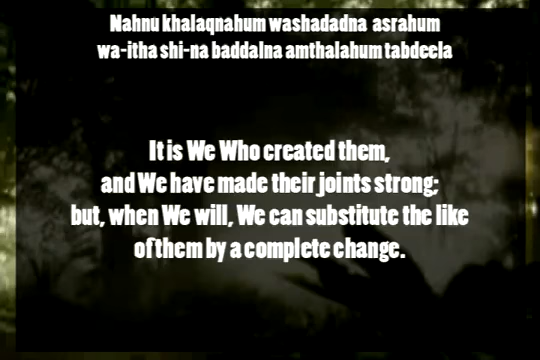 Nahnu khalaqnahum washadadna asrahum
wa-itha shi-na baddalna amthalahum tabdeela
It is We Who created them,
and We have made their joints strong;
but, when We will, We can substitute the like
of them by a complete change.